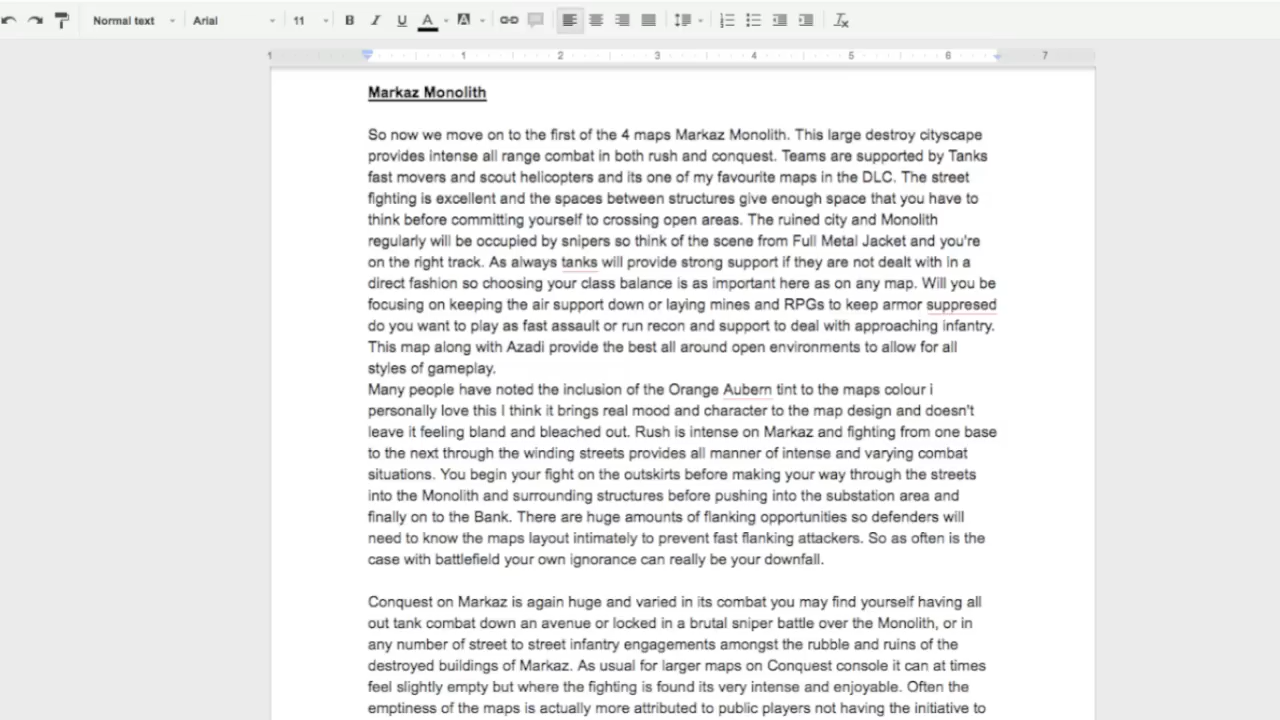 Normal text Arial 11 B I U A A
1 1 2 3 4 5 6 7
Markaz Monolith
So now we move on to the first of the 4 maps Markaz Monolith. This large destroy cityscape
provides intense all range combat in both rush and conquest. Teams are supported by Tanks
fast movers and scout helicopters and its one of my favourite maps in the DLC. The street
fighting is excellent and the spaces between structures give enough space that you have to
think before committing yourself to crossing open areas. The ruined city and Monolith
regularly will be occupied by snipers so think of the scene from Full Metal Jacket and you're
on the right track. As always tanks will provide strong support if they are not dealt with in a
direct fashion so choosing your class balance is as important here as on any map. Will you be
focusing on keeping the air support down or laying mines and RPGs to keep armor suppresed
do you want to play as fast assault or run recon and support to deal with approaching infantry.
This map along with Azadi provide the best all around open environments to allow for all
styles of gameplay.
Many people have noted the inclusion of the Orange Aubern tint to the maps colour i
personally love this I think it brings real mood and character to the map design and doesn't
leave it feeling bland and bleached out. Rush is intense on Markaz and fighting from one base
to the next through the winding streets provides all manner of intense and varying combat
situations. You begin your fight on the outskirts before making your way through the streets
into the Monolith and surrounding structures before pushing into the substation area and
finally on to the Bank. There are huge amounts of flanking opportunities so defenders will
need to know the maps layout intimately to prevent fast flanking attackers. So as often is the
case with battlefield your own ignorance can really be your downfall.
Conquest on Markaz is again huge and varied in its combat you may find yourself having all
out tank combat down an avenue or locked in a brutal sniper battle over the Monolith, or in
any number of street to street infantry engagements amongst the rubble and ruins of the
destroyed buildings of Markaz. As usual for larger maps on Conquest console it can at times
feel slightly empty but where the fighting is found its very intense and enjoyable. Often the
emptiness of the maps is actually more attributed to public players not having the initiative to